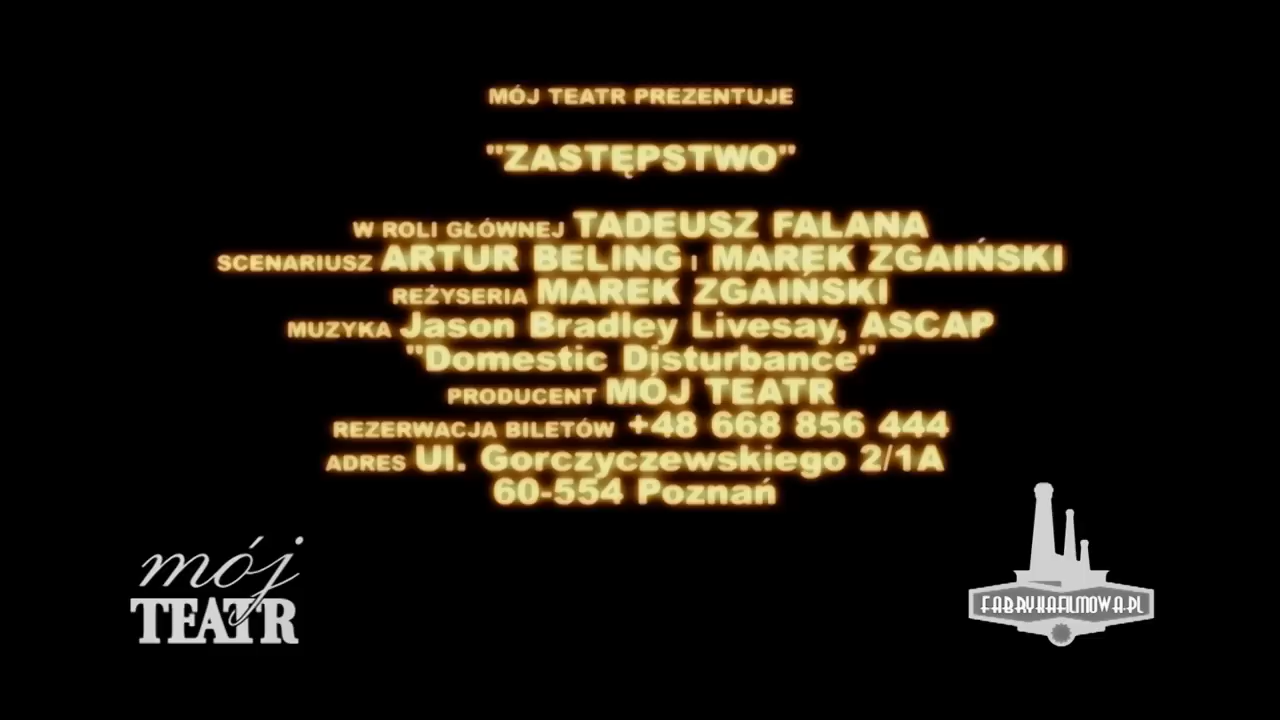 MÓJ TEATR PREZENTUJE
"ZASTĘPSTWO"
W ROLI GŁÓWNEJ TADEUSZ FALANA
SCENARIUSZ ARTUR BELING I MAREK ZGAIŃSKI
REŻYSERIA MAREK ZGAIŃSKI
MUZYKA Jason Bradley Livesay, ASCAP
"Domestic Disturbance"
PRODUCENT MÓJ TEATR
REZERWACJA BILETÓW +48 668 856 444
ADRES Ul. Gorczyczewskiego 2/1A
60-554 Poznań
mój
TEATR
FABRYKAFILMOWA.PL